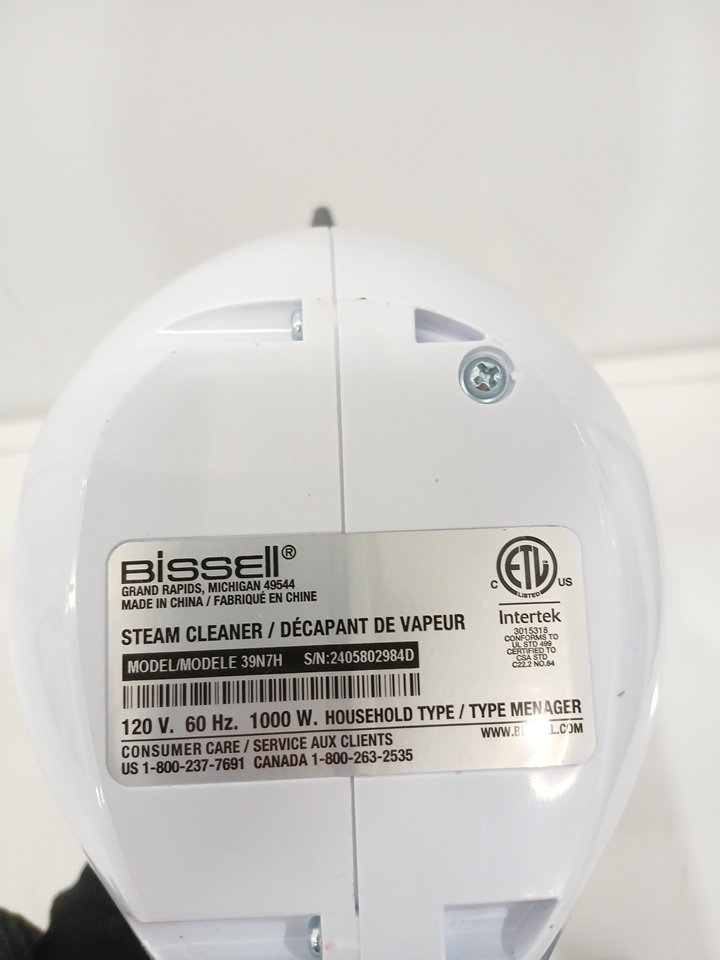 BISSELL®
GRAND RAPIDS, MICHIGAN 49544
MADE IN CHINA / FABRIQUÉ EN CHINE
STEAM CLEANER / DÉCAPANT DE VAPEUR
MODEL/MODELE 39N7H S/N:2405802984D
120 V. 60 Hz. 1000 W. HOUSEHOLD TYPE / TYPE MENAGER
CONSUMER CARE / SERVICE AUX CLIENTS
US 1-800-237-7691 CANADA 1-800-263-2535
ETL
LISTED
C US
Intertek
3015318
CONFORMS TO
UL STD 499
CERTIFIED TO
CSA STD
C22.2 NO.64